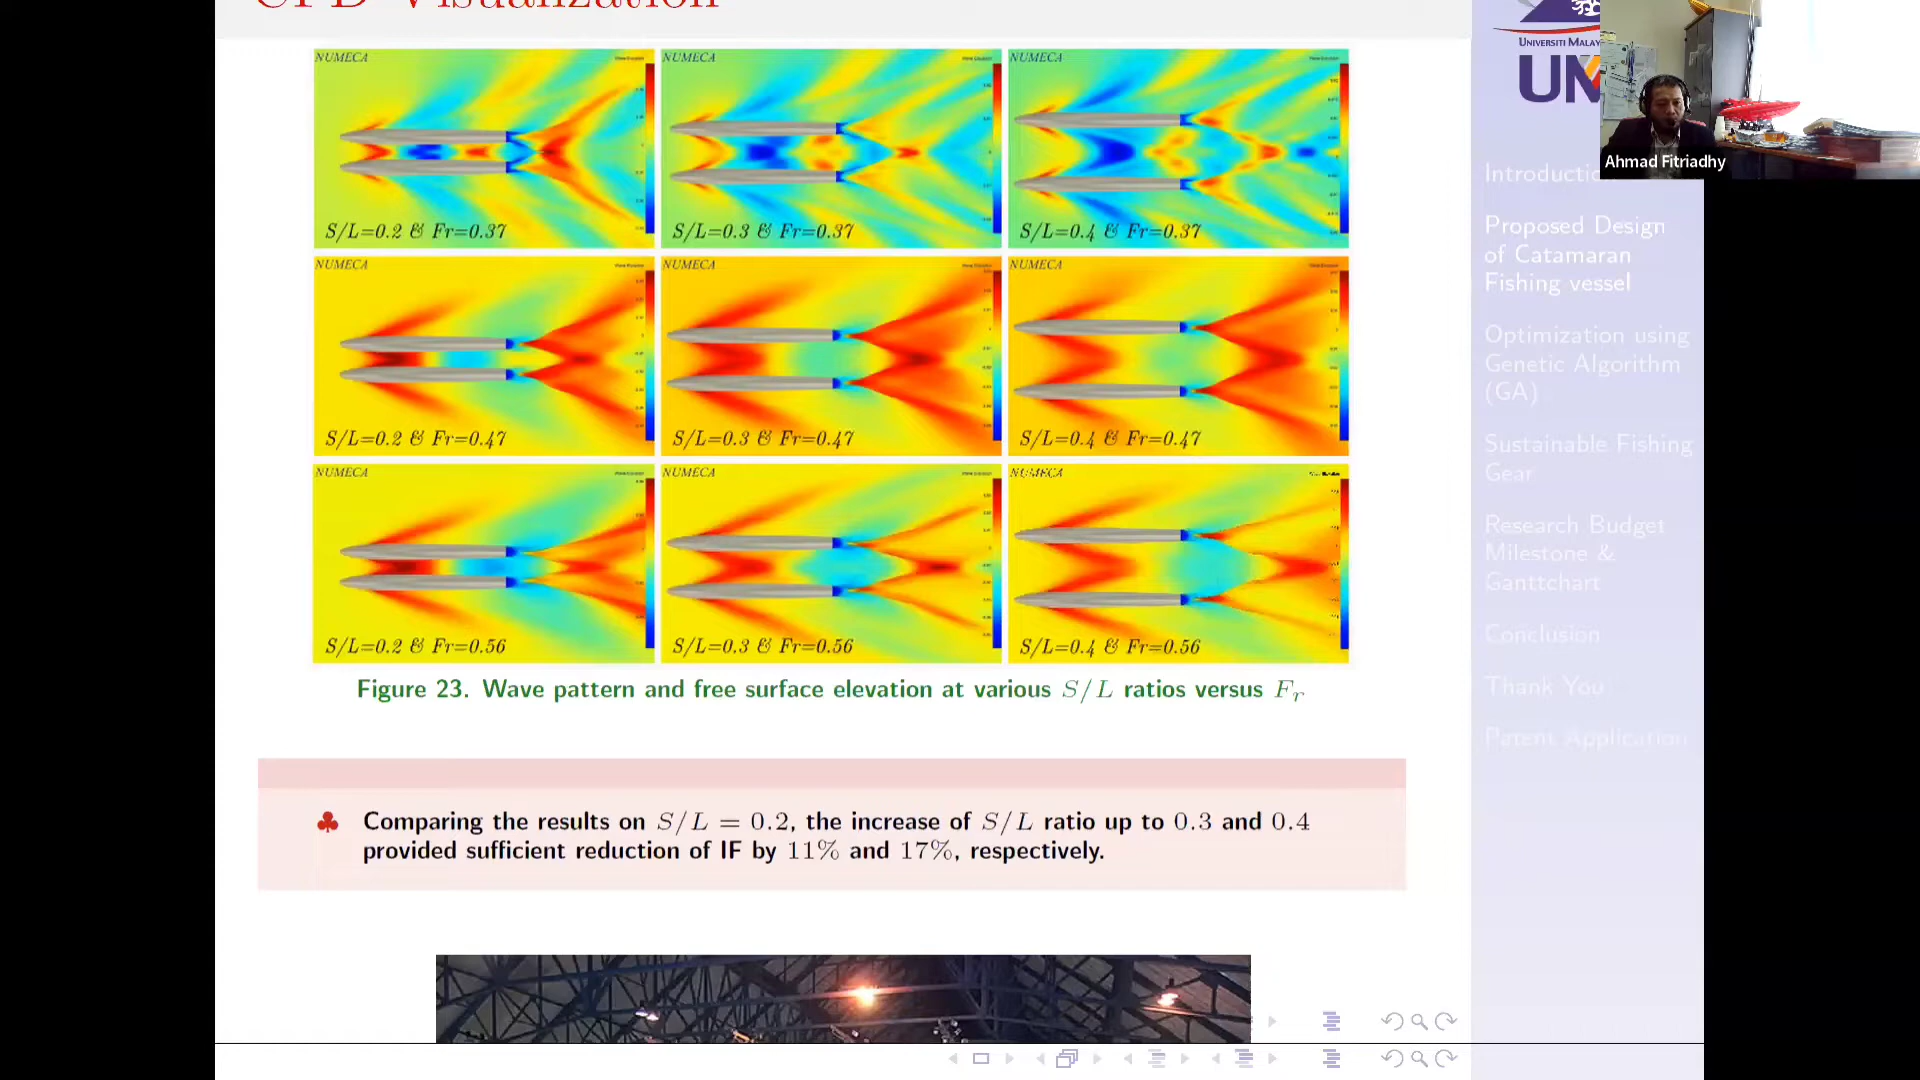 CFD Visualization
NUMECA
S/L=0.2 & Fr=0.37
NUMECA
S/L=0.3 & Fr=0.37
NUMECA
S/L=0.4 & Fr=0.37
NUMECA
S/L=0.2 & Fr=0.47
NUMECA
S/L=0.3 & Fr=0.47
NUMECA
S/L=0.4 & Fr=0.47
NUMECA
S/L=0.2 & Fr=0.56
NUMECA
S/L=0.3 & Fr=0.56
NUMECA
S/L=0.4 & Fr=0.56
Figure 23. Wave pattern and free surface elevation at various S/L ratios versus Fr
♣ Comparing the results on S/L = 0.2, the increase of S/L ratio up to 0.3 and 0.4
provided sufficient reduction of IF by 11% and 17%, respectively.
UNIVERSITI MALAY
UM
Ahmad Fitriadhy
Introductio
Proposed Design
of Catamaran
Fishing vessel
Optimization using
Genetic Algorithm
(GA)
Sustainable Fishing
Gear
Research Budget
Milestone &
Ganttchart
Conclusion
Thank You
Patent Application